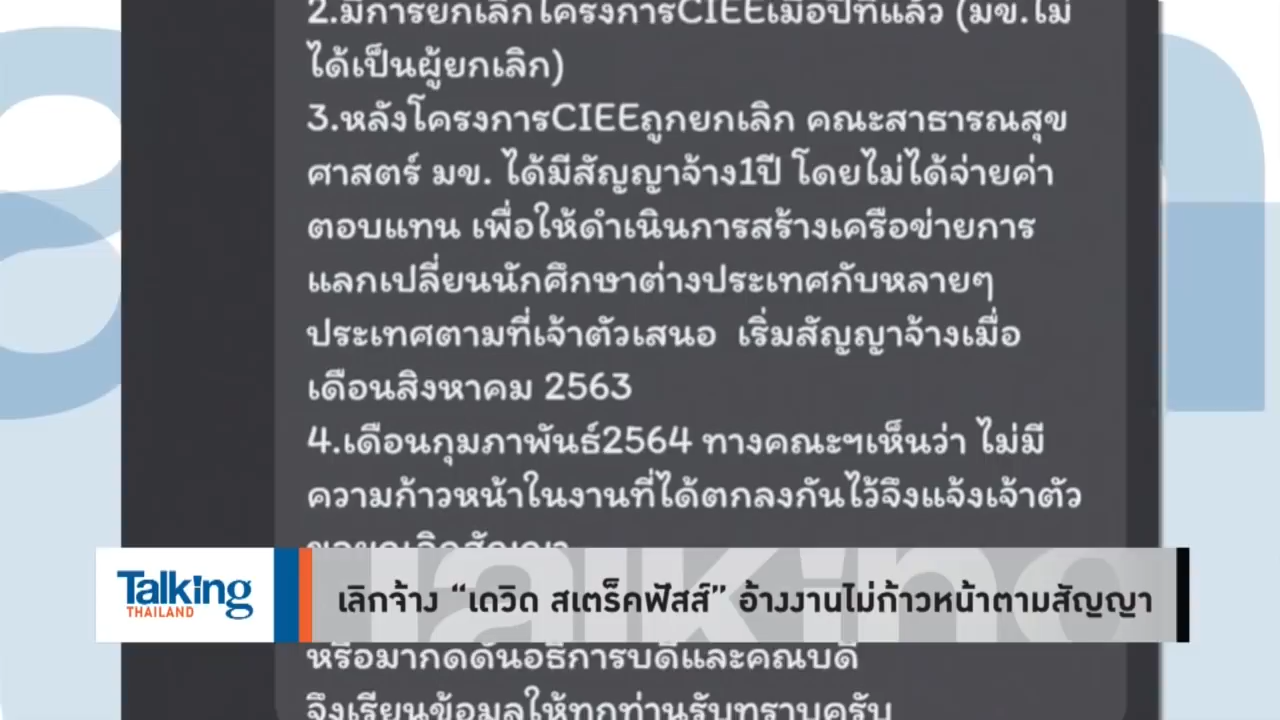 2.มีการยกเลิกโครงการCIEEเมื่อปีที่แล้ว (มข.ไม่
ได้เป็นผู้ยกเลิก)
3.หลังโครงการCIEEถูกยกเลิก คณะสาธารณสุข
ศาสตร์ มข. ได้มีสัญญาจ้าง1ปี โดยไม่ได้จ่ายค่า
ตอบแทน เพื่อให้ดำเนินการสร้างเครือข่ายการ
แลกเปลี่ยนนักศึกษาต่างประเทศกับหลายๆ
ประเทศตามที่เจ้าตัวเสนอ เริ่มสัญญาจ้างเมื่อ
เดือนสิงหาคม 2563
4.เดือนกุมภาพันธ์2564 ทางคณะฯเห็นว่า ไม่มี
ความก้าวหน้าในงานที่ได้ตกลงกันไว้จึงแจ้งเจ้าตัว
ขอยกเลิกสัญญา
Talking
THAILAND
เลิกจ้าง “เดวิด สเตร็คฟัสส์” อ้างงานไม่ก้าวหน้าตามสัญญา
หรือมากดดันอธิการบดีและคณบดี
จึงเรียนข้อมูลให้ทุกท่านรับทราบครับ